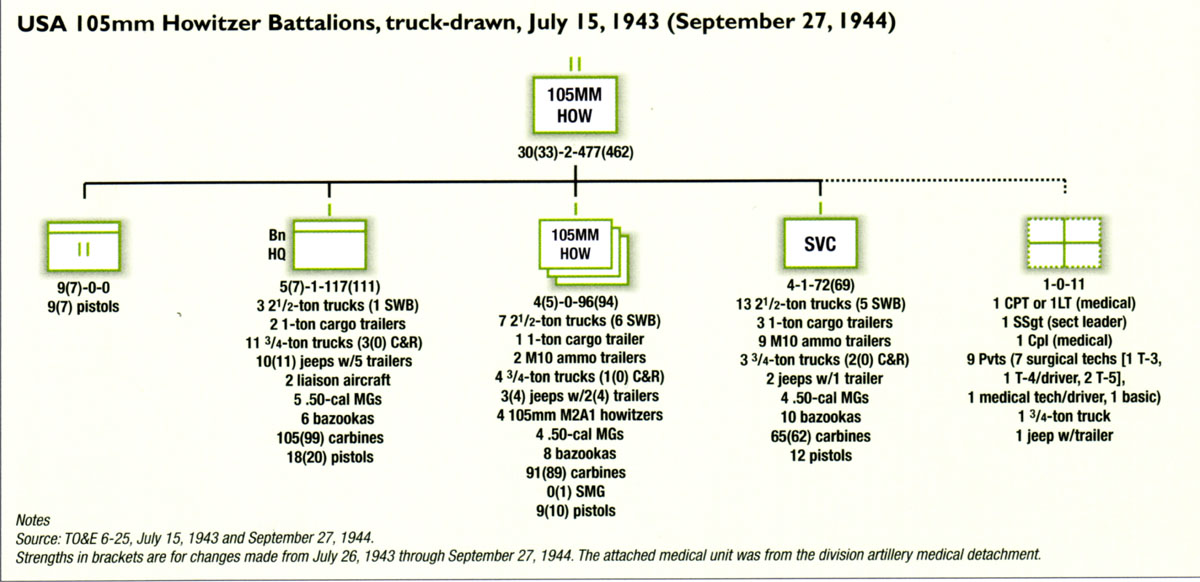 USA 105mm Howitzer Battalions, truck-drawn, July 15, 1943 (September 27, 1944)
105MM
HOW
30(33)-2-477(462)
9(7)-0-0
9(7) pistols
Bn
HQ
5(7)-1-117(111)
3 2 1/2-ton trucks (1 SWB)
2 1-ton cargo trailers
11 3/4-ton trucks (3(0) C&R)
10(11) jeeps w/5 trailers
2 liaison aircraft
5 .50-cal MGs
6 bazookas
105(99) carbines
18(20) pistols
105MM
HOW
4(5)-0-96(94)
7 2 1/2-ton trucks (6 SWB)
1 1-ton cargo trailer
2 M10 ammo trailers
4 3/4-ton trucks (1(0) C&R)
3(4) jeeps w/2(4) trailers
4 105mm M2A1 howitzers
4 .50-cal MGs
8 bazookas
91(89) carbines
0(1) SMG
9(10) pistols
SVC
4-1-72(69)
13 2 1/2-ton trucks (5 SWB)
3 1-ton cargo trailers
9 M10 ammo trailers
3 3/4-ton trucks (2(0) C&R)
2 jeeps w/1 trailer
4 .50-cal MGs
10 bazookas
65(62) carbines
12 pistols
1-0-11
1 CPT or 1LT (medical)
1 SSgt (sect leader)
1 Cpl (medical)
9 Pvts (7 surgical techs [1 T-3,
1 T-4/driver, 2 T-5],
1 medical tech/driver, 1 basic)
1 3/4-ton truck
1 jeep w/trailer
Notes
Source: TO&E 6-25, July 15, 1943 and September 27, 1944.
Strengths in brackets are for changes made from July 26, 1943 through September 27, 1944. The attached medical unit was from the division artillery medical detachment.